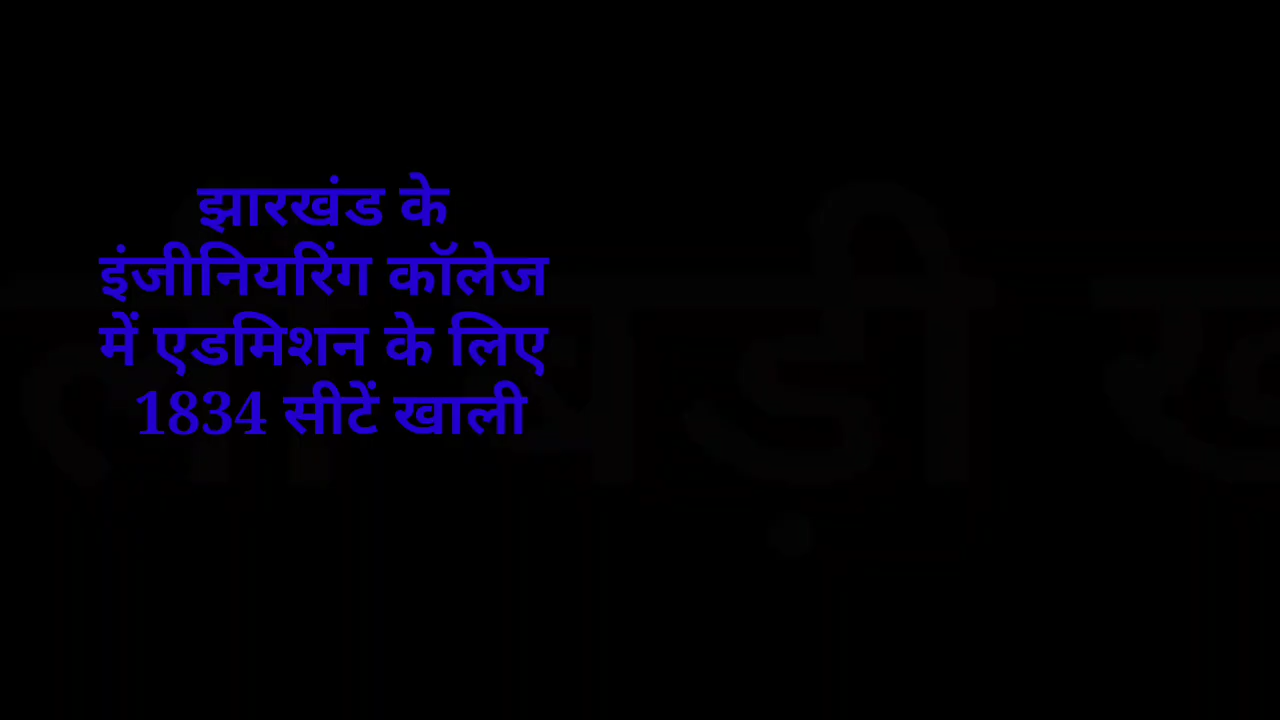 झारखंड के
इंजीनियरिंग कॉलेज
में एडमिशन के लिए
1834 सीटें खाली